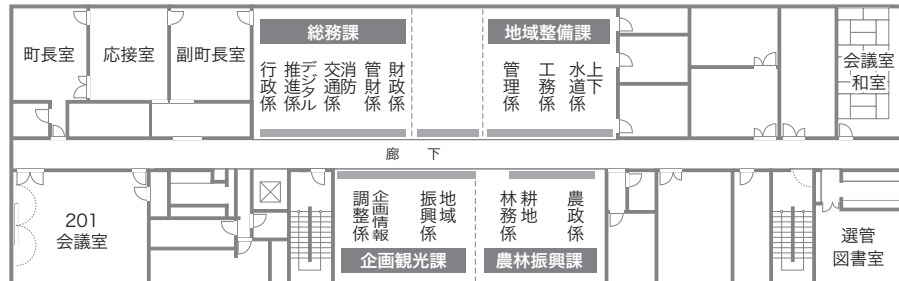 町長室
応接室
副町長室
総務課
行政係
デジタル
推進係
消防
交通係
管財係
財政係
地域整備課
管理係
工務係
上下
水道係
会議室
和室
廊下
201
会議室
企画情報
調整係
地域
振興係
企画観光課
耕地
林務係
農政係
農林振興課
選管
図書室